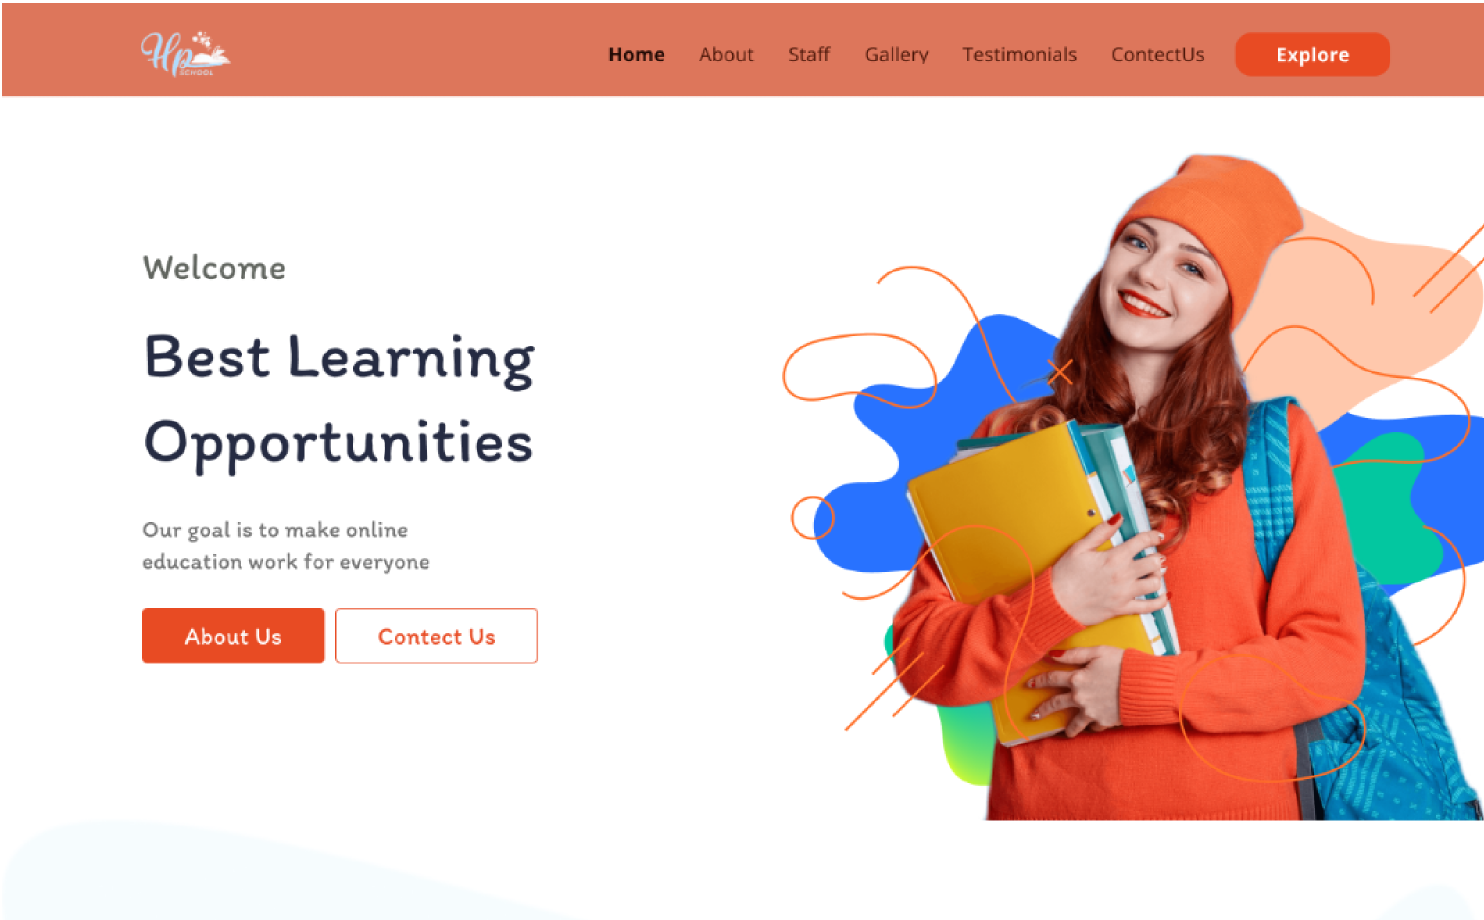 Hp
SCHOOL
Home About Staff Gallery Testimonials ContectUs Explore
Welcome
Best Learning
Opportunities
Our goal is to make online
education work for everyone
About Us Contect Us